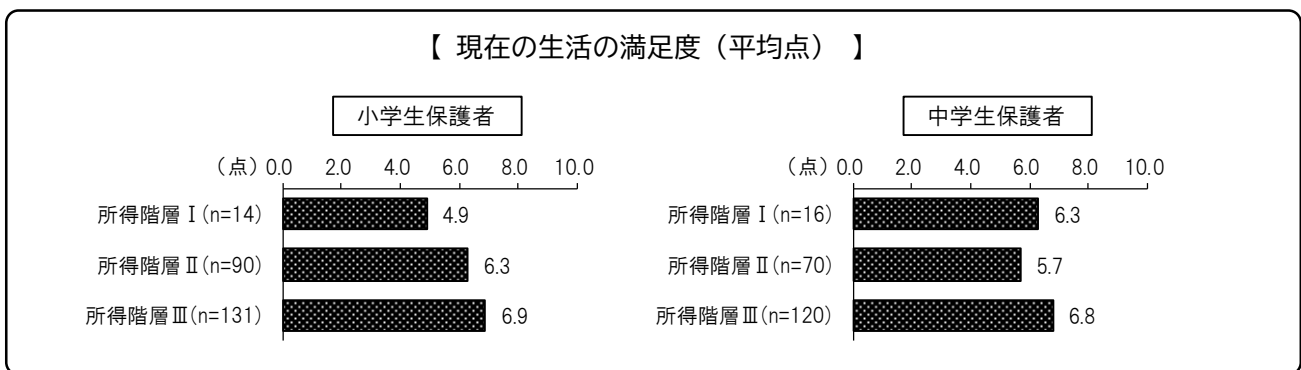 【 現在の生活の満足度（平均点） 】
小学生保護者
（点） 0.0 2.0 4.0 6.0 8.0 10.0
所得階層Ⅰ(n=14) 4.9
所得階層Ⅱ(n=90) 6.3
所得階層Ⅲ(n=131) 6.9
中学生保護者
（点） 0.0 2.0 4.0 6.0 8.0 10.0
所得階層Ⅰ(n=16) 6.3
所得階層Ⅱ(n=70) 5.7
所得階層Ⅲ(n=120) 6.8